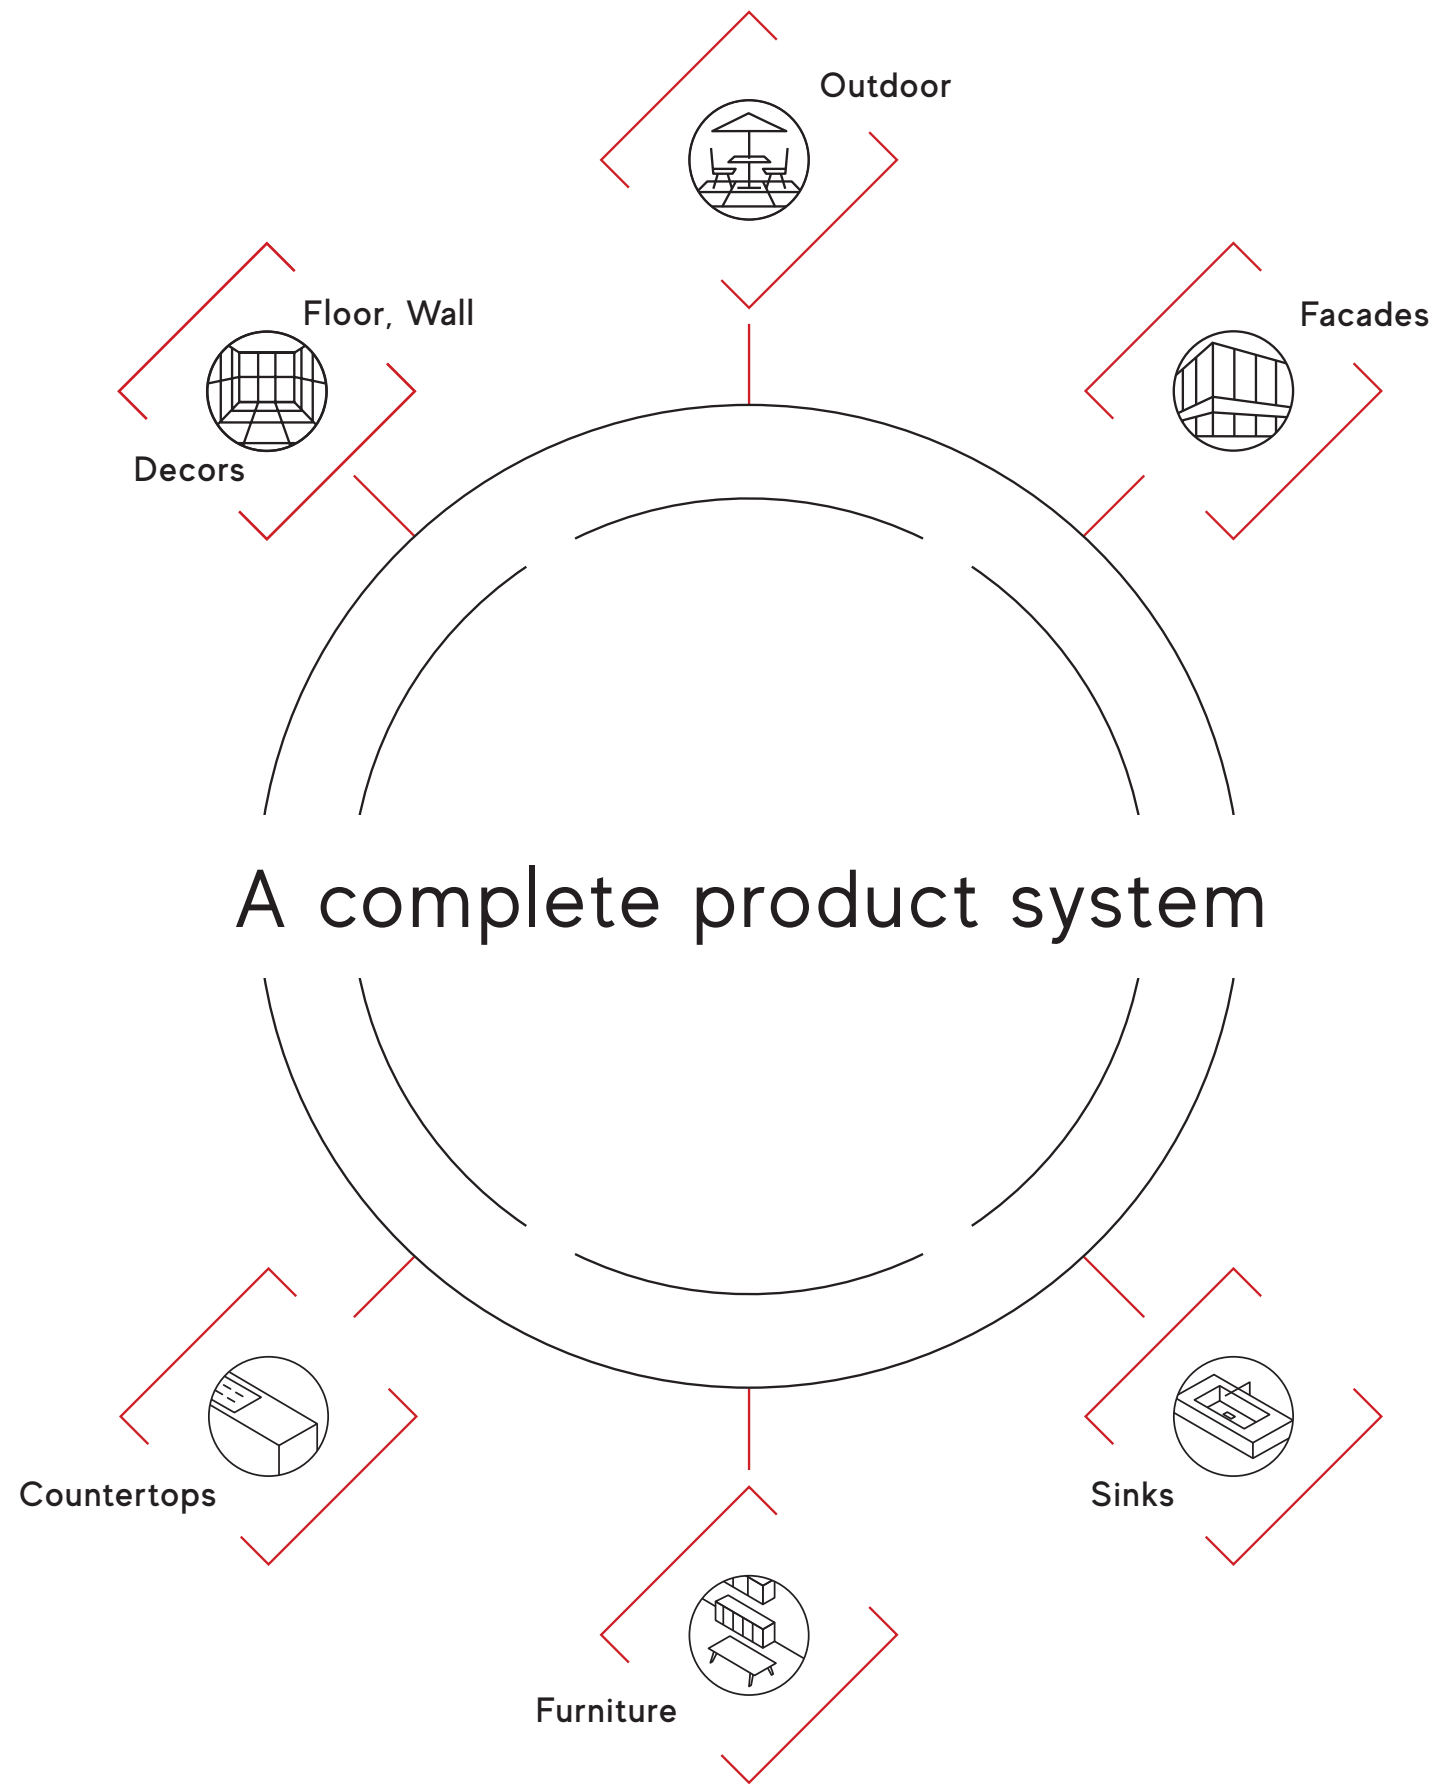 Outdoor
Floor, Wall
Decors
Facades
A complete product system
Countertops
Sinks
Furniture